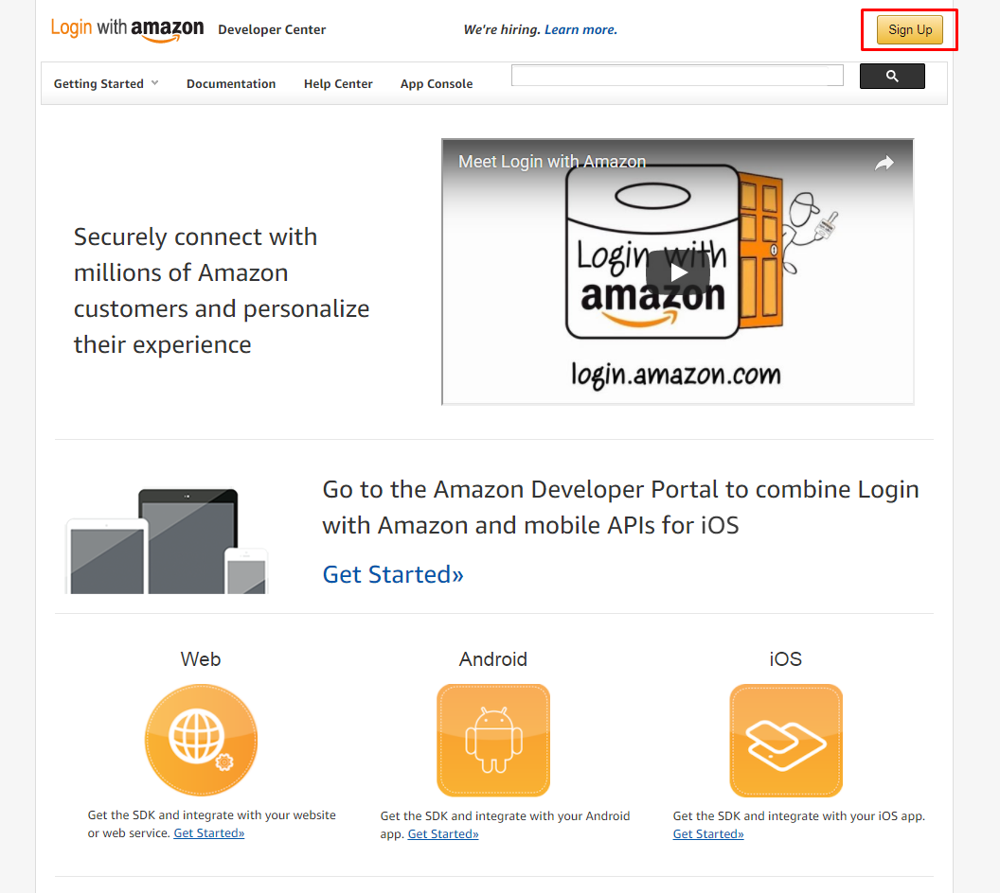 Login with amazon Developer Center
We're hiring. Learn more.
Sign Up
Getting Started Documentation Help Center App Console
Meet Login with Amazon
Login with
amazon
login.amazon.com
Securely connect with
millions of Amazon
customers and personalize
their experience
Go to the Amazon Developer Portal to combine Login
with Amazon and mobile APIs for iOS
Get Started»
Web
Get the SDK and integrate with your website
or web service. Get Started»
Android
Get the SDK and integrate with your Android
app. Get Started»
iOS
Get the SDK and integrate with your iOS app.
Get Started»